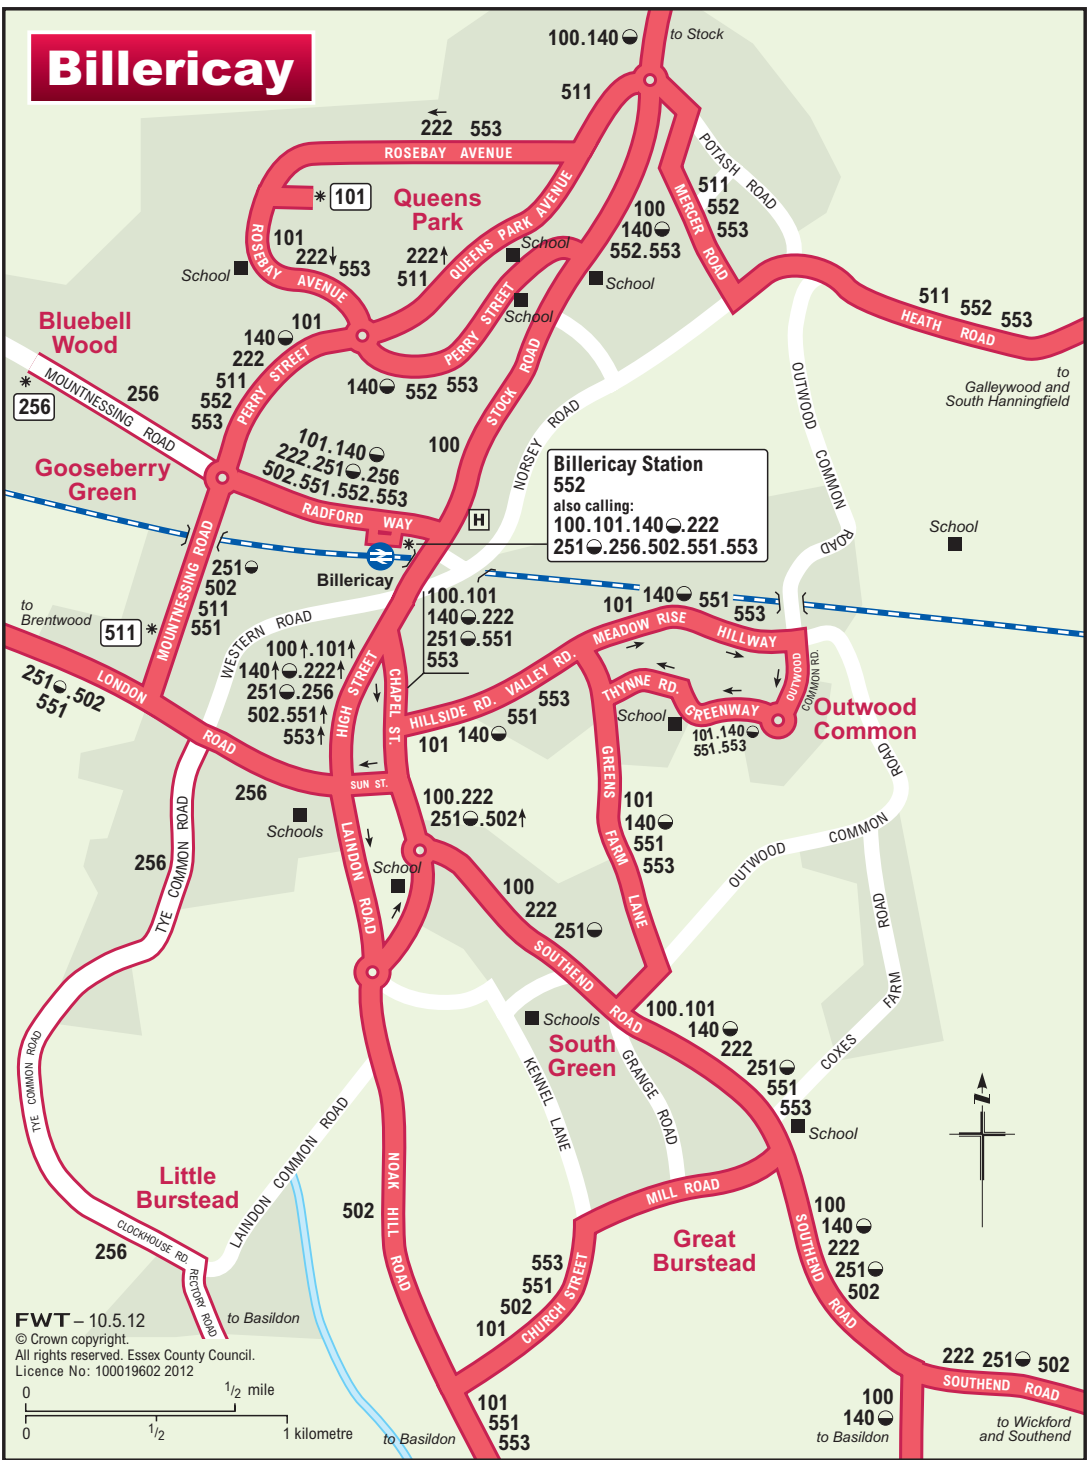 Billericay
100.140
to Stock
511
222 553
ROSEBAY AVENUE
POTASH ROAD
101
Queens
Park
QUEENS PARK AVENUE
MERCER ROAD
511
552
553
100
140
552.553
ROSEBAY AVENUE
101
222
553
School
222
511
School
School
School
PERRY STREET
511 552 553
HEATH ROAD
to
Galleywood and
South Hanningfield
Bluebell
Wood
256
MOUNTNESSING ROAD
256
140 101
222
511
552
553
PERRY STREET
140 552 553
STOCK ROAD
OUTWOOD COMMON ROAD
NORSEY ROAD
100
Gooseberry
Green
101.140
222.251.256
502.551.552.553
RADFORD WAY
H
Billericay Station
552
also calling:
100.101.140.222
251.256.502.551.553
School
Billericay
MOUNTNESSING ROAD
251
502
511
551
to
Brentwood
511
WESTERN ROAD
251.502
551
LONDON ROAD
100.101
140.222
251.256
502.551
553
HIGH STREET
CHAPEL ST.
100.101
140.222
251.551
553
101 140 551 553
MEADOW RISE
HILLWAY
HILLSIDE RD. VALLEY RD.
101 140 551 553
THYNNE RD.
GREENWAY
OUTWOOD
COMMON RD.
School
101.140
551.553
Outwood
Common
SUN ST.
256
Schools
100.222
251.502
LAIDON ROAD
School
GREENS FARM LANE
101
140
551
553
OUTWOOD COMMON ROAD
256
TYE COMMON ROAD
100
222
251
SOUTHEND ROAD
COXES FARM ROAD
Schools
South
Green
100.101
140
222
251
551
553
School
KENNEL LANE
GRANGE ROAD
TYE COMMON ROAD
LAINDON COMMON ROAD
Little
Burstead
NOAK HILL ROAD
502
MILL ROAD
Great
Burstead
100
140
222
251
502
SOUTHEND ROAD
CLOCKHOUSE RD.
256
RECTORY ROAD
to Basildon
553
551
502
101
CHURCH STREET
222 251 502
SOUTHEND ROAD
to Wickford
and Southend
100
140
to Basildon
101
551
553
to Basildon
FWT – 10.5.12
© Crown copyright.
All rights reserved. Essex County Council.
Licence No: 100019602 2012
0 1/2 mile
0 1/2 1 kilometre